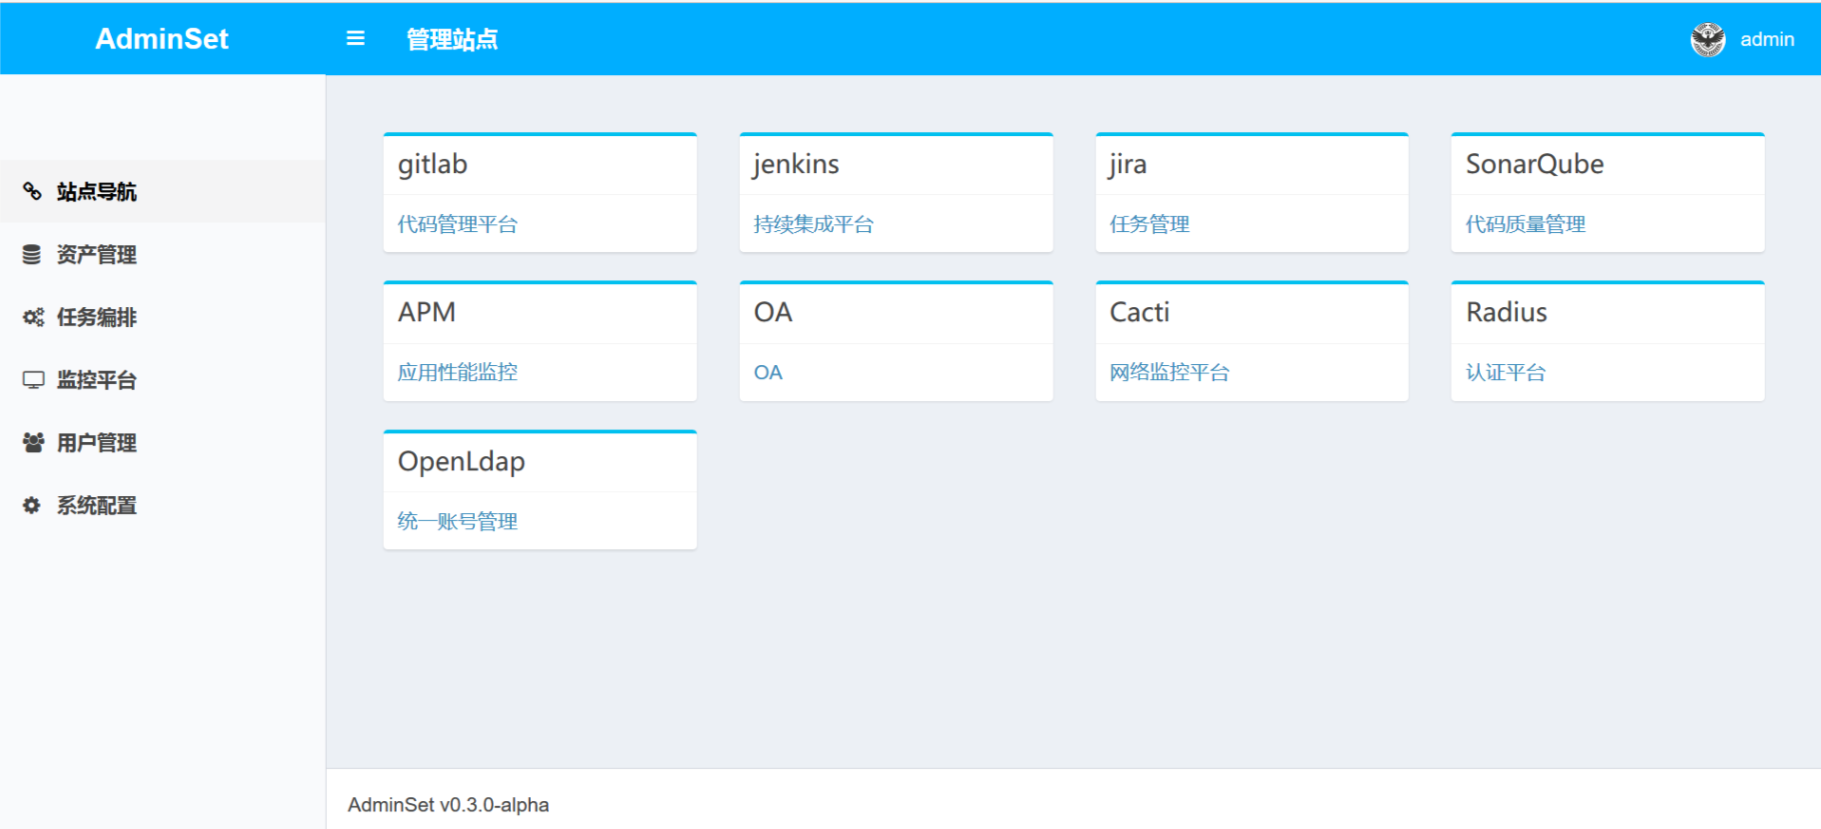 AdminSet
管理站点
admin
站点导航
资产管理
任务编排
监控平台
用户管理
系统配置
gitlab
代码管理平台
jenkins
持续集成平台
jira
任务管理
SonarQube
代码质量管理
APM
应用性能监控
OA
OA
Cacti
网络监控平台
Radius
认证平台
OpenLdap
统一账号管理
AdminSet v0.3.0-alpha